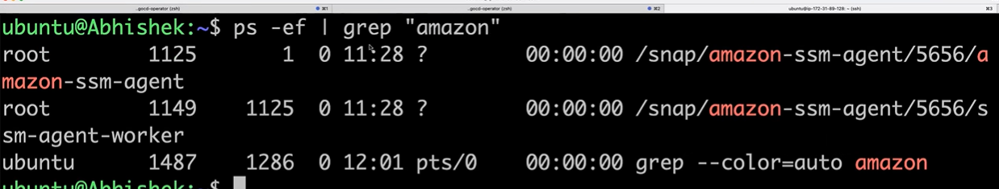 ..gocd-operator (zsh) ⌘1 ..gocd-operator (zsh) ⌘2 ubuntu@ip-172-31-89-128: ~ (ssh) ⌘3
ubuntu@Abhishek:~$ ps -ef | grep "amazon"
root 1125 1 0 11:28 ? 00:00:00 /snap/amazon-ssm-agent/5656/a
mazon-ssm-agent
root 1149 1125 0 11:28 ? 00:00:00 /snap/amazon-ssm-agent/5656/s
sm-agent-worker
ubuntu 1487 1286 0 12:01 pts/0 00:00:00 grep --color=auto amazon
ubuntu@Abhishek:~$